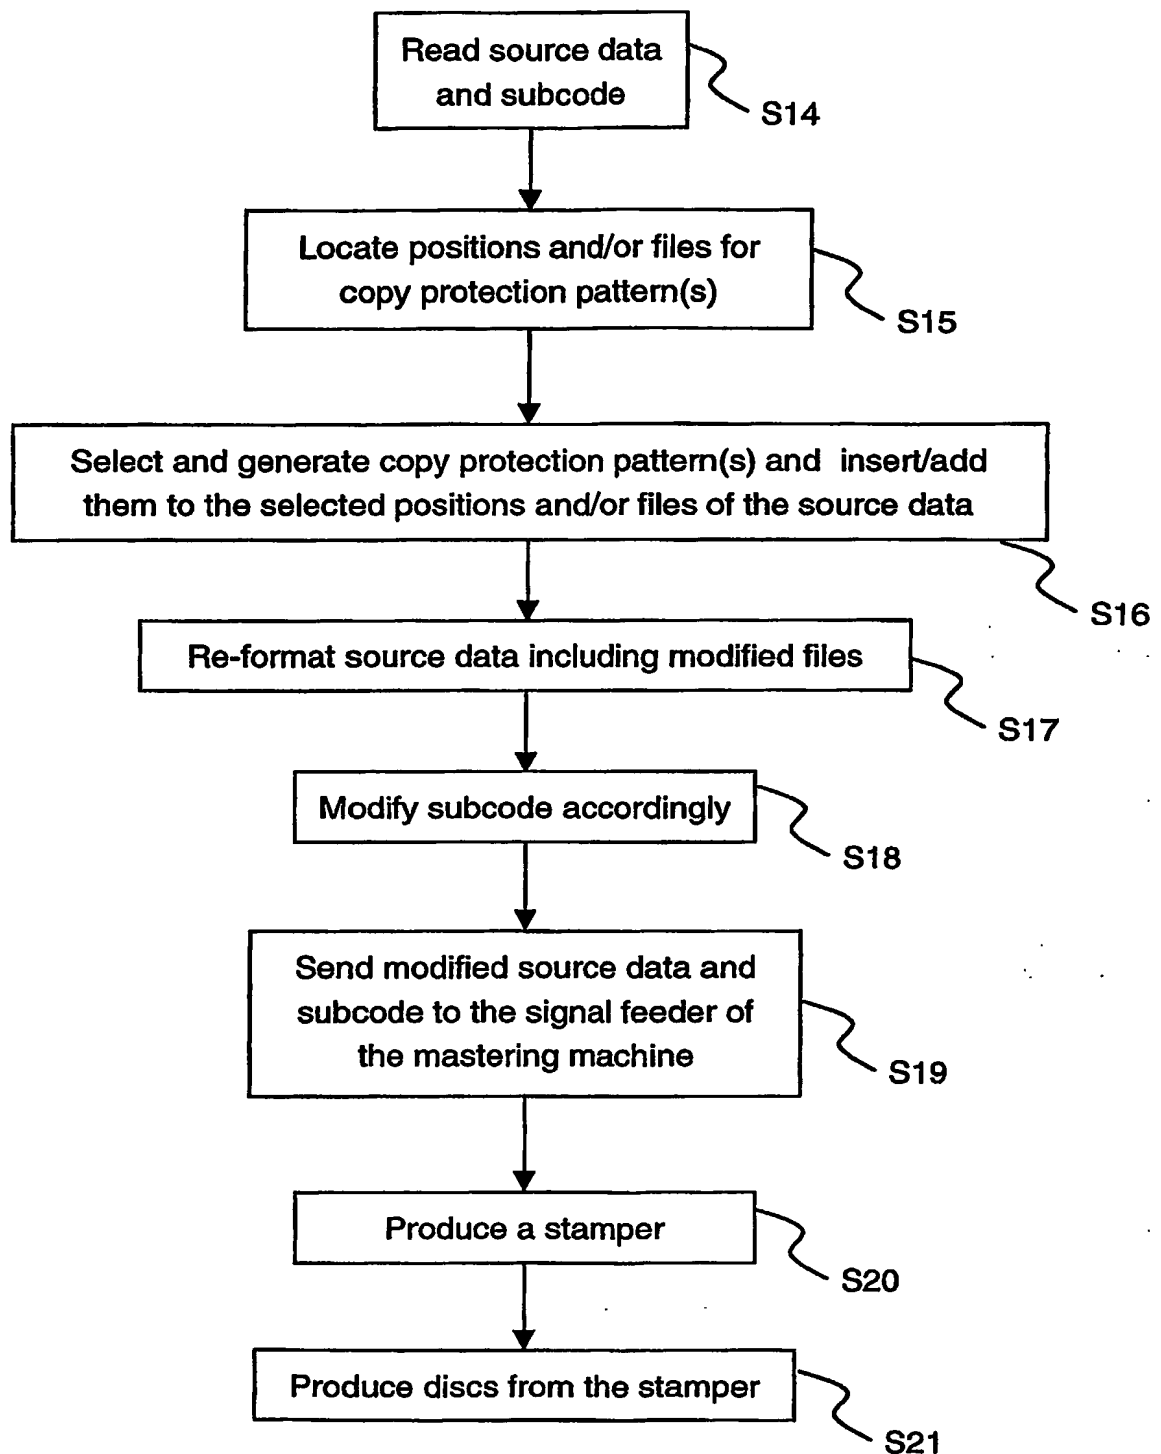 Read source data
and subcode
S14
Locate positions and/or files for
copy protection pattern(s)
S15
Select and generate copy protection pattern(s) and insert/add
them to the selected positions and/or files of the source data
S16
Re-format source data including modified files
S17
Modify subcode accordingly
S18
Send modified source data and
subcode to the signal feeder of
the mastering machine
S19
Produce a stamper
S20
Produce discs from the stamper
S21